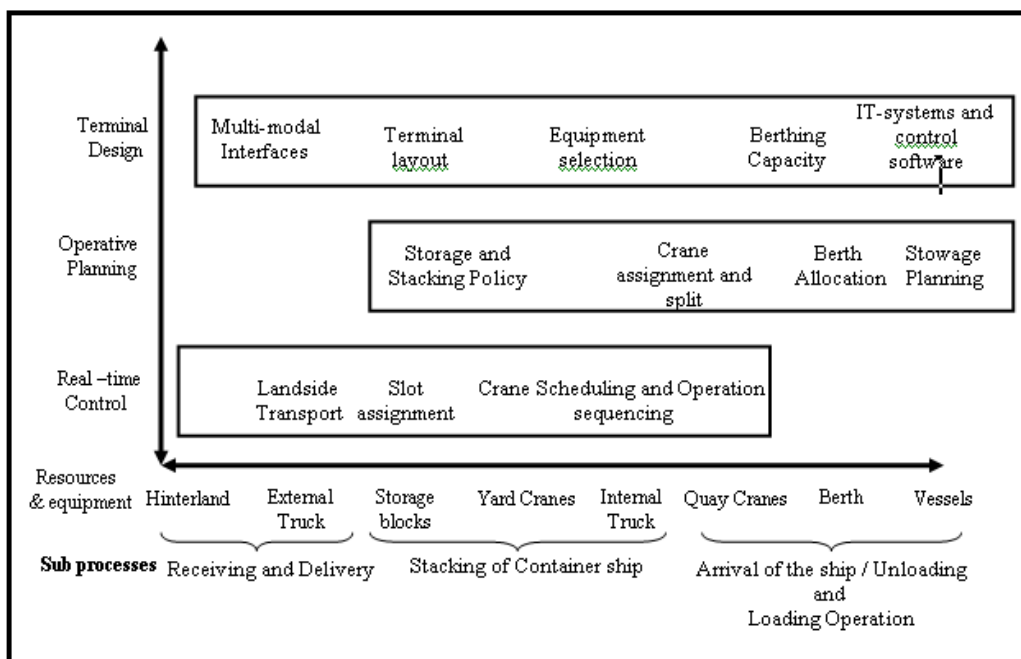 Terminal
Design
Multi-modal
Interfaces
Terminal
layout
Equipment
selection
Berthing
Capacity
IT-systems and
control
software
Operative
Planning
Storage and
Stacking Policy
Crane
assignment and
split
Berth
Allocation
Stowage
Planning
Real –time
Control
Landside
Transport
Slot
assignment
Crane Scheduling and Operation
sequencing
Resources
& equipment
Hinterland
External
Truck
Storage
blocks
Yard Cranes
Internal
Truck
Quay Cranes
Berth
Vessels
Sub processes
Receiving and Delivery
Stacking of Container ship
Arrival of the ship / Unloading
and
Loading Operation